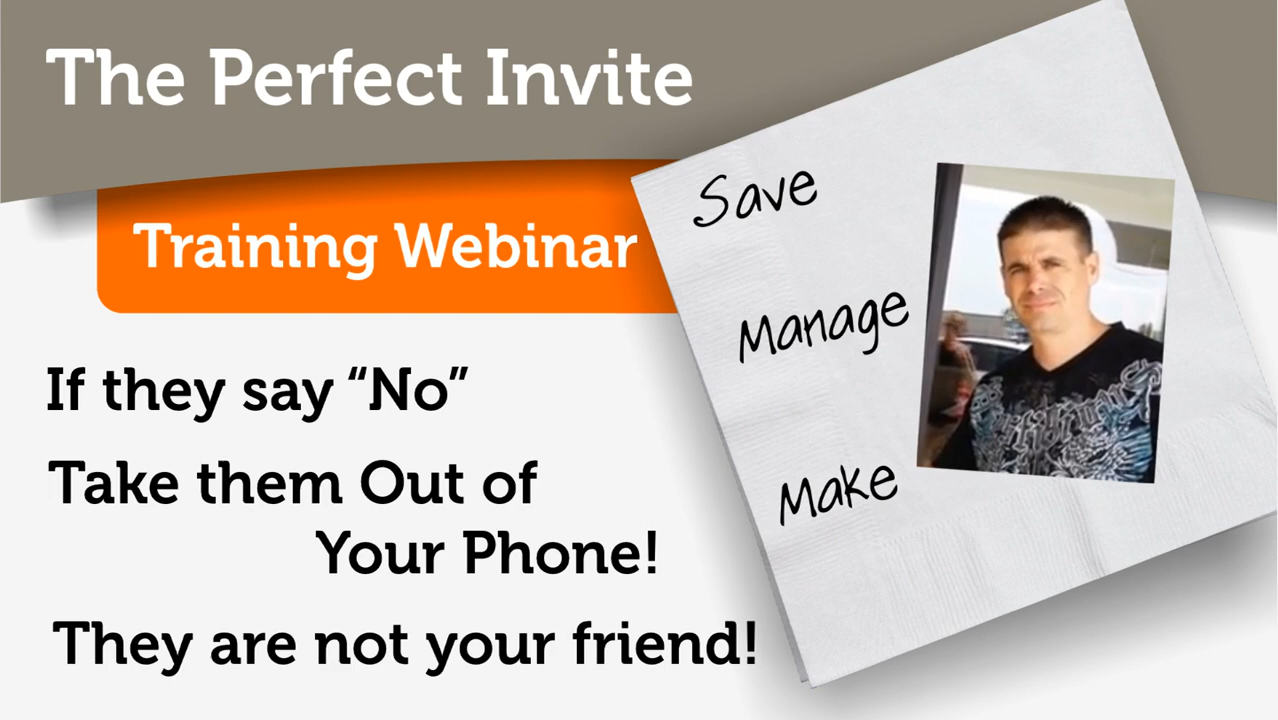 The Perfect Invite
Training Webinar
If they say “No”
Take them Out of
Your Phone!
They are not your friend!
Save
Manage
Make